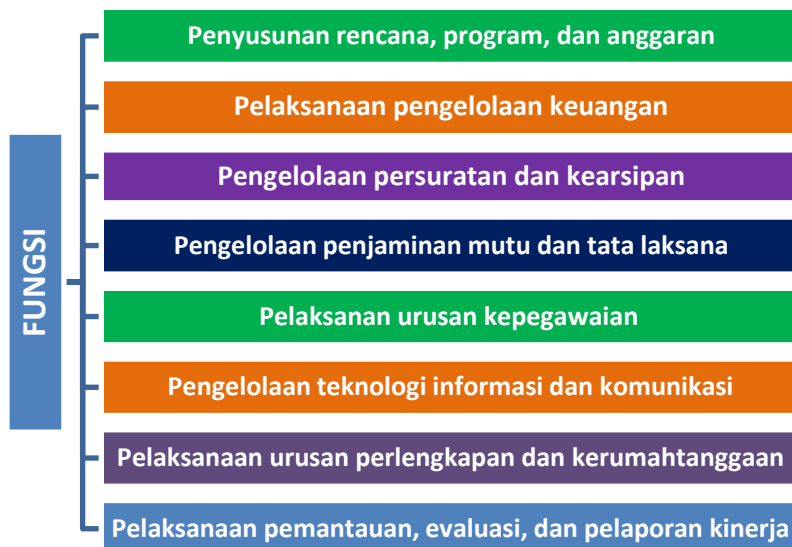 FUNGSI
Penyusunan rencana, program, dan anggaran
Pelaksanaan pengelolaan keuangan
Pengelolaan persuratan dan kearsipan
Pengelolaan penjaminan mutu dan tata laksana
Pelaksanan urusan kepegawaian
Pengelolaan teknologi informasi dan komunikasi
Pelaksanaan urusan perlengkapan dan kerumahtanggaan
Pelaksanaan pemantauan, evaluasi, dan pelaporan kinerja